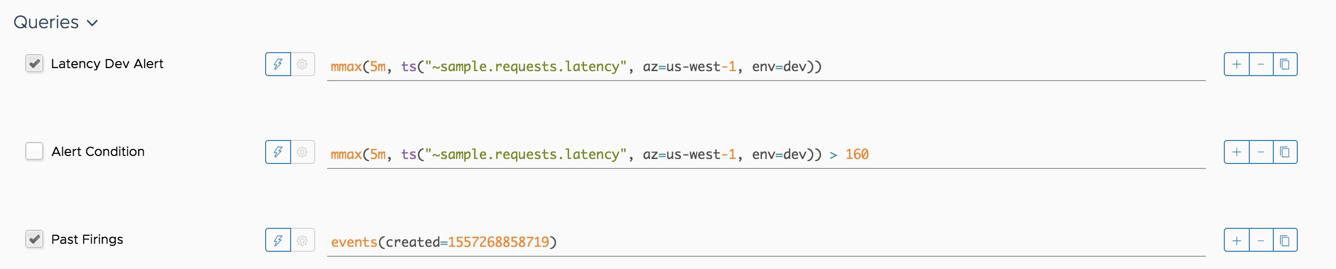 Queries
Latency Dev Alert mmax(5m, ts("~sample.requests.latency", az=us-west-1, env=dev))
Alert Condition mmax(5m, ts("~sample.requests.latency", az=us-west-1, env=dev)) > 160
Past Firings events(created=1557268858719)